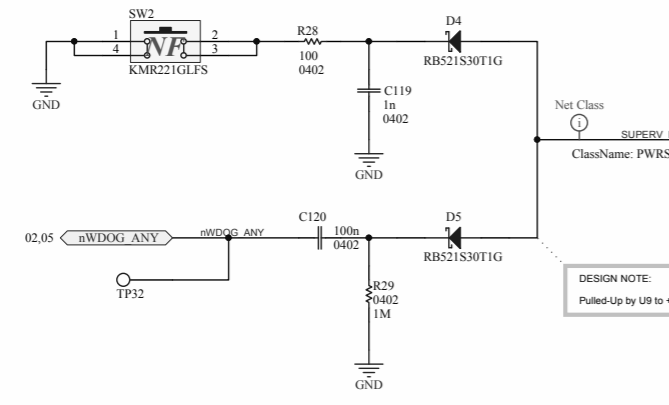 SW2
1
2
4
3
NF
KMR221GLFS
GND
R28
100
0402
C119
1n
0402
GND
D4
RB521S30T1G
Net Class
i
SUPERV_
ClassName: PWRS
02,05
nWDOG_ANY
nWDOG_ANY
TP32
C120
100n
0402
R29
0402
1M
GND
D5
RB521S30T1G
DESIGN NOTE:
Pulled-Up by U9 to +